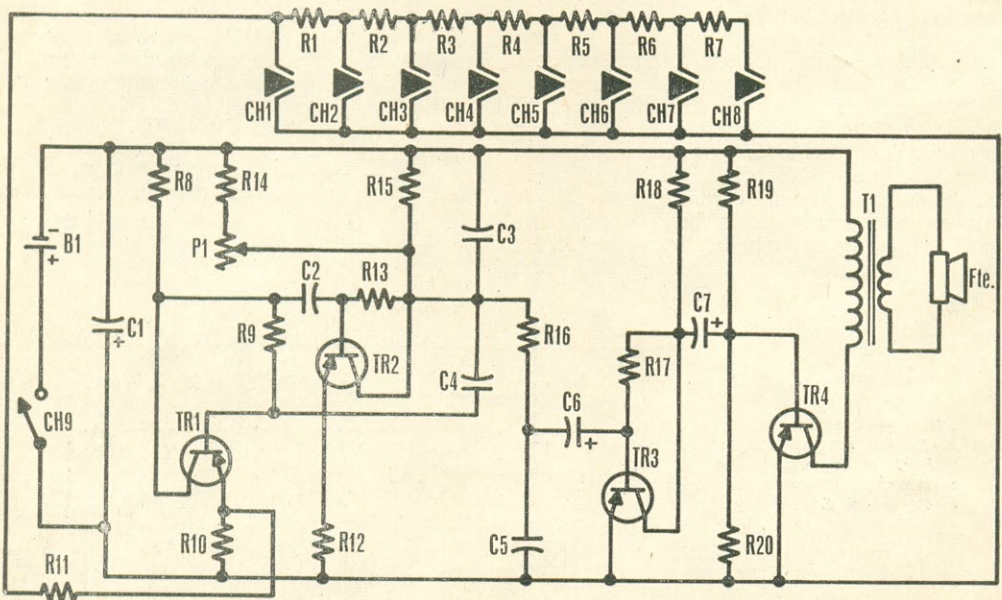 R1 R2 R3 R4 R5 R6 R7
CH1 CH2 CH3 CH4 CH5 CH6 CH7 CH8
R8 R14 R15 R18 R19 T1
− B1 +
P1 C3
C2 R13 C7 + Fte.
C1 + R9 R16
TR2 C4 R17
CH9 TR1 C6 + TR4
TR3
R10 R12 C5 R20
R11